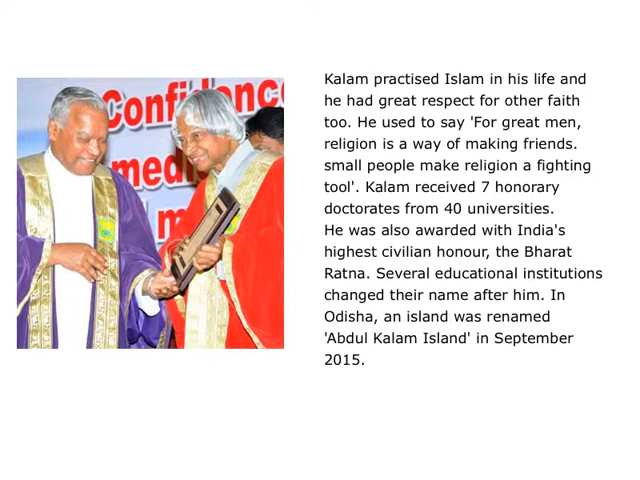 Confidence
medi
m
Kalam practised Islam in his life and
he had great respect for other faith
too. He used to say 'For great men,
religion is a way of making friends.
small people make religion a fighting
tool'. Kalam received 7 honorary
doctorates from 40 universities.
He was also awarded with India's
highest civilian honour, the Bharat
Ratna. Several educational institutions
changed their name after him. In
Odisha, an island was renamed
'Abdul Kalam Island' in September
2015.